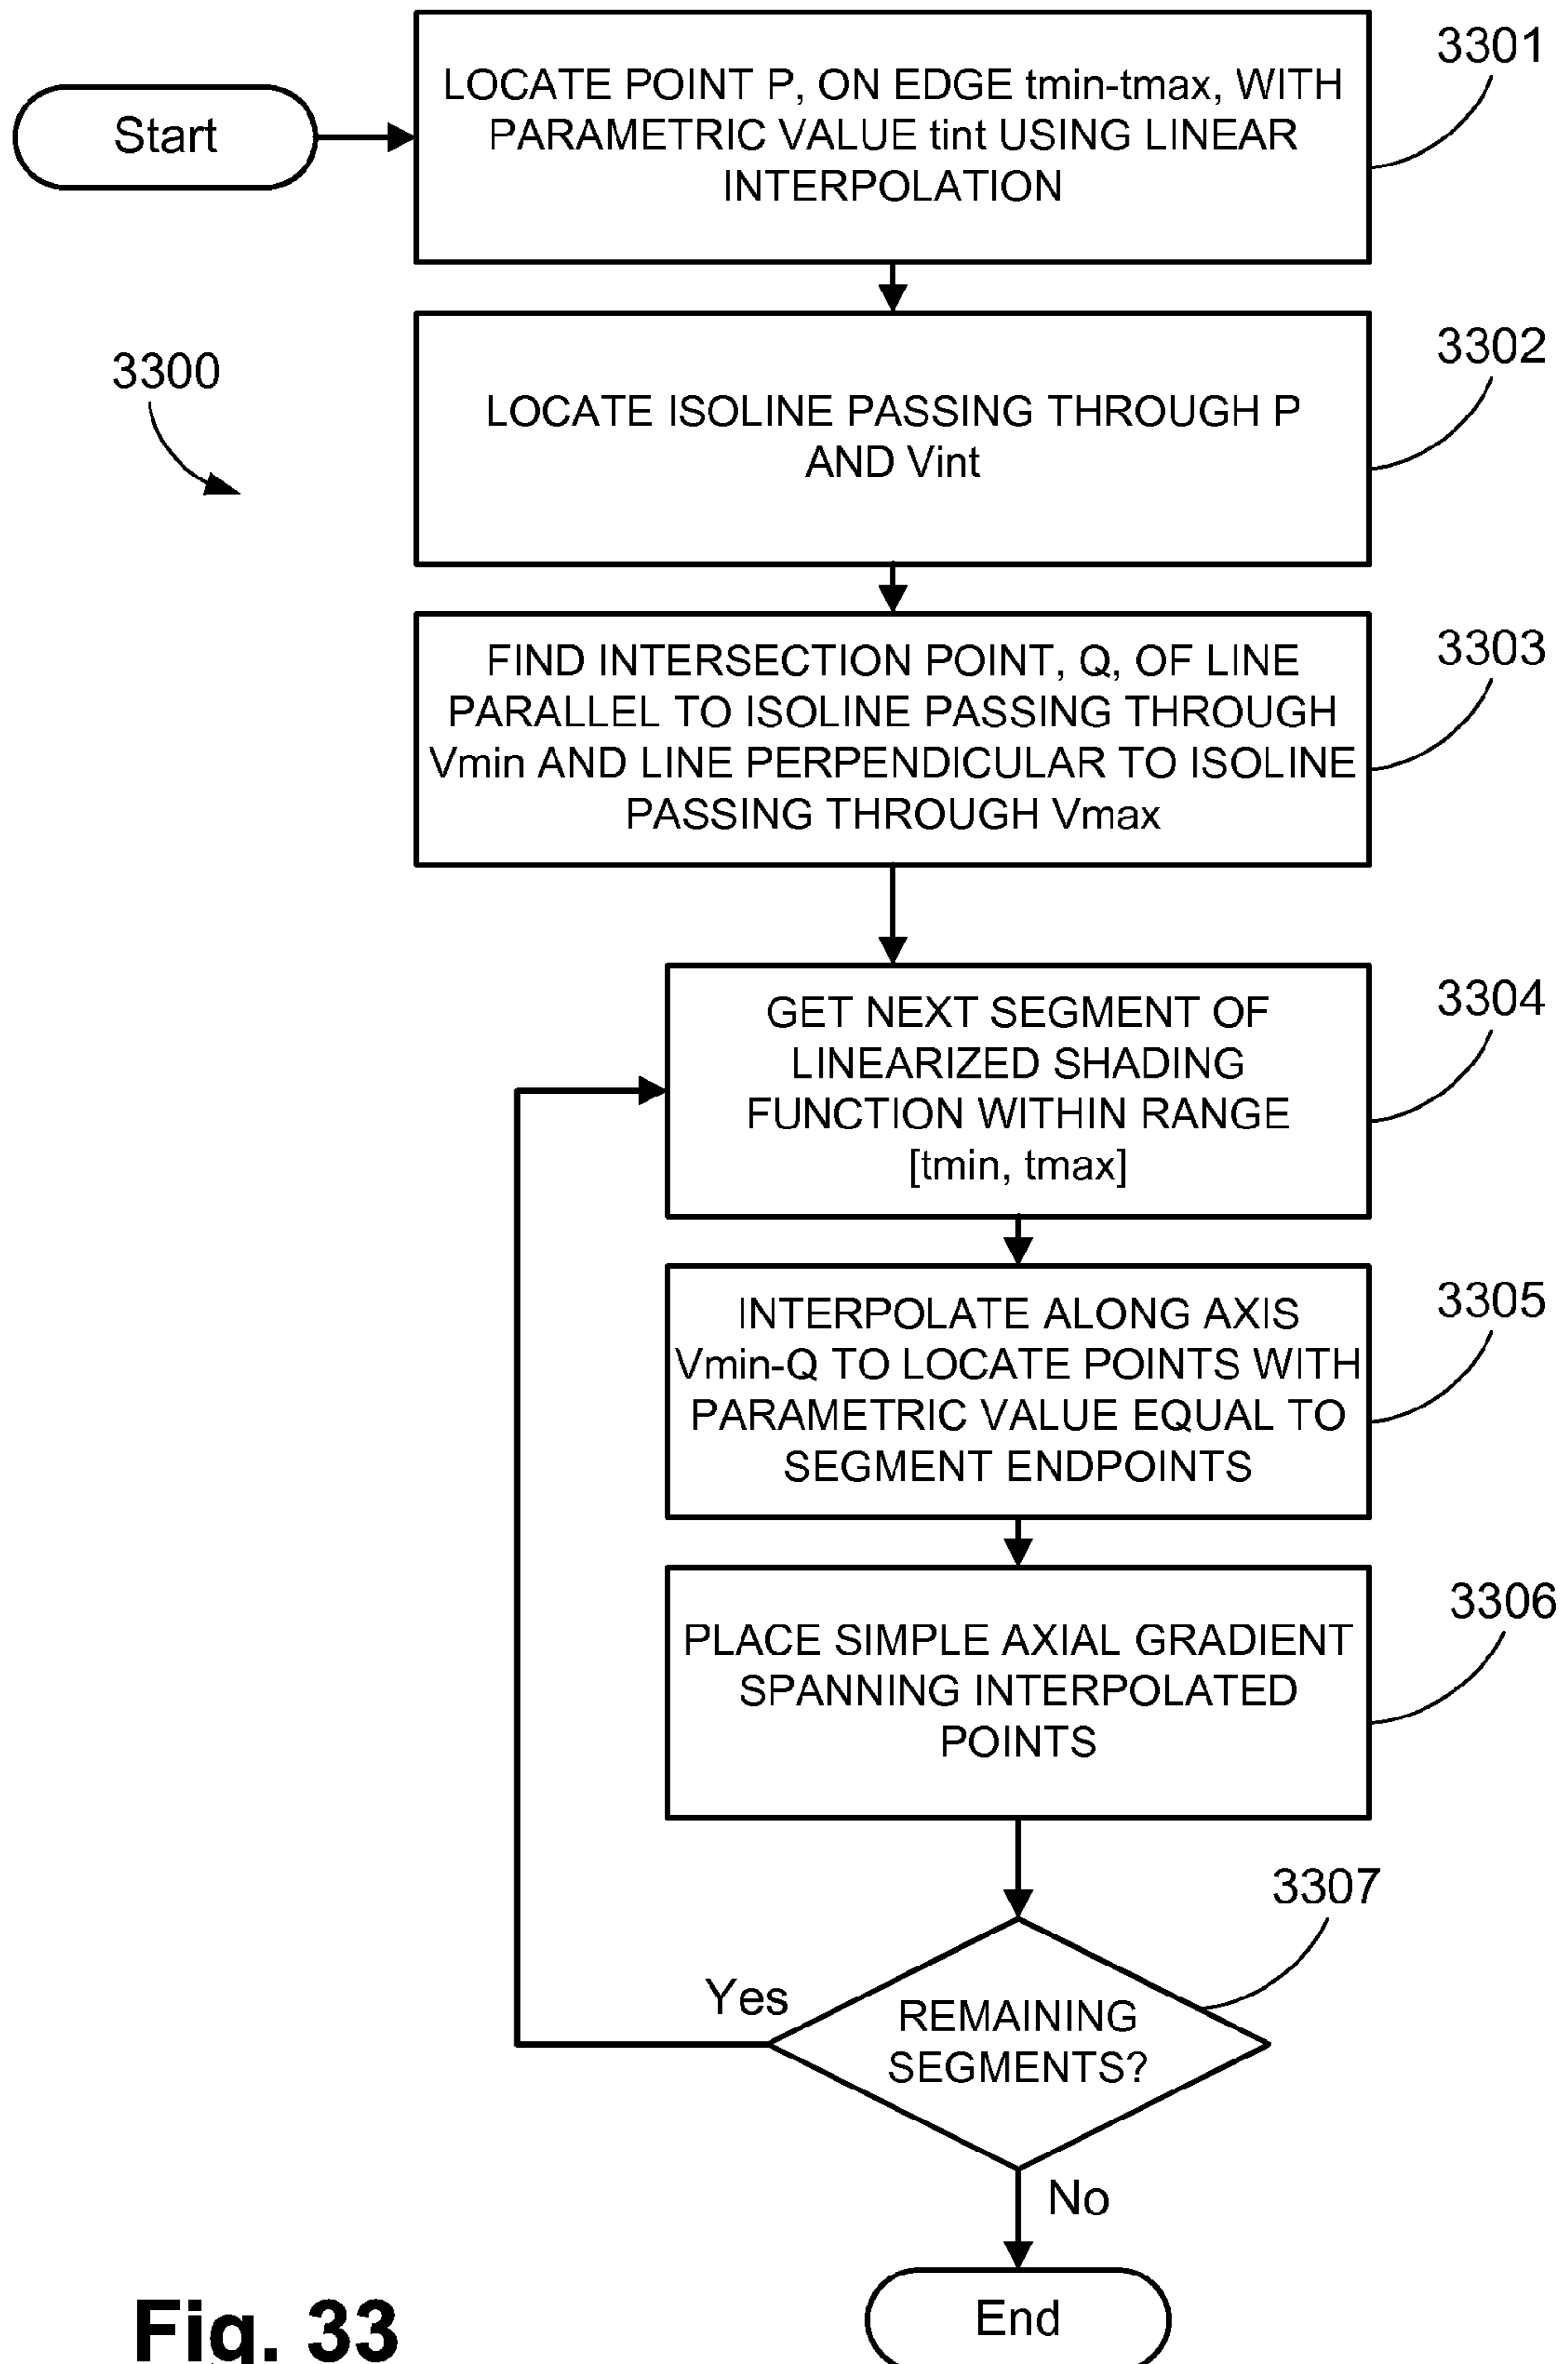 3301
LOCATE POINT P, ON EDGE tmin-tmax, WITH
PARAMETRIC VALUE tint USING LINEAR
INTERPOLATION
Start
3302
3300
LOCATE ISOLINE PASSING THROUGH P
AND Vint
3303
FIND INTERSECTION POINT, Q, OF LINE
PARALLEL TO ISOLINE PASSING THROUGH
Vmin AND LINE PERPENDICULAR TO ISOLINE
PASSING THROUGH Vmax
3304
GET NEXT SEGMENT OF
LINEARIZED SHADING
FUNCTION WITHIN RANGE
[tmin, tmax]
3305
INTERPOLATE ALONG AXIS
Vmin-Q TO LOCATE POINTS WITH
PARAMETRIC VALUE EQUAL TO
SEGMENT ENDPOINTS
3306
PLACE SIMPLE AXIAL GRADIENT
SPANNING INTERPOLATED
POINTS
3307
Yes
REMAINING
SEGMENTS?
No
End
Fig. 33